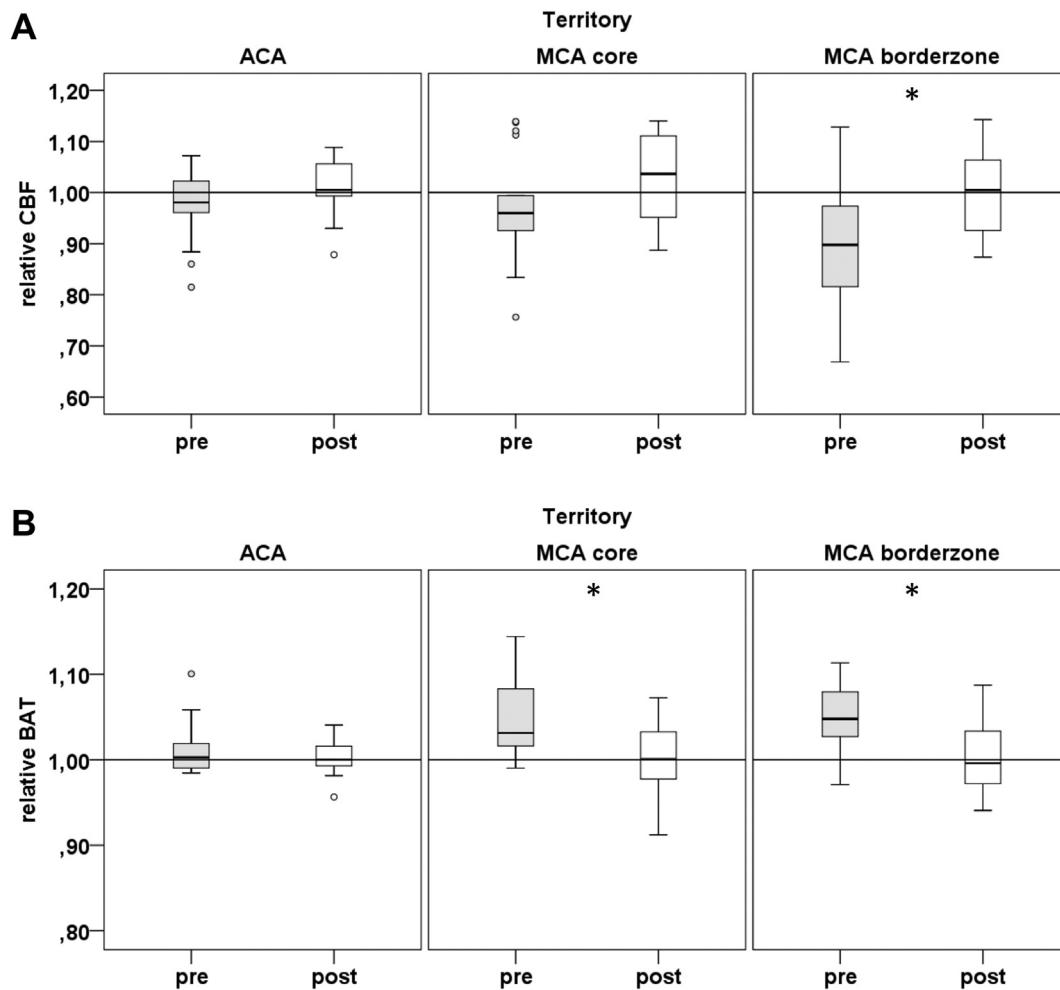 A
Territory
ACA MCA core MCA borderzone
relative CBF
1,20
1,10
1,00
,90
,80
,70
,60
*
pre post pre post pre post
B
Territory
ACA MCA core MCA borderzone
relative BAT
1,20
1,10
1,00
,90
,80
* *
pre post pre post pre post